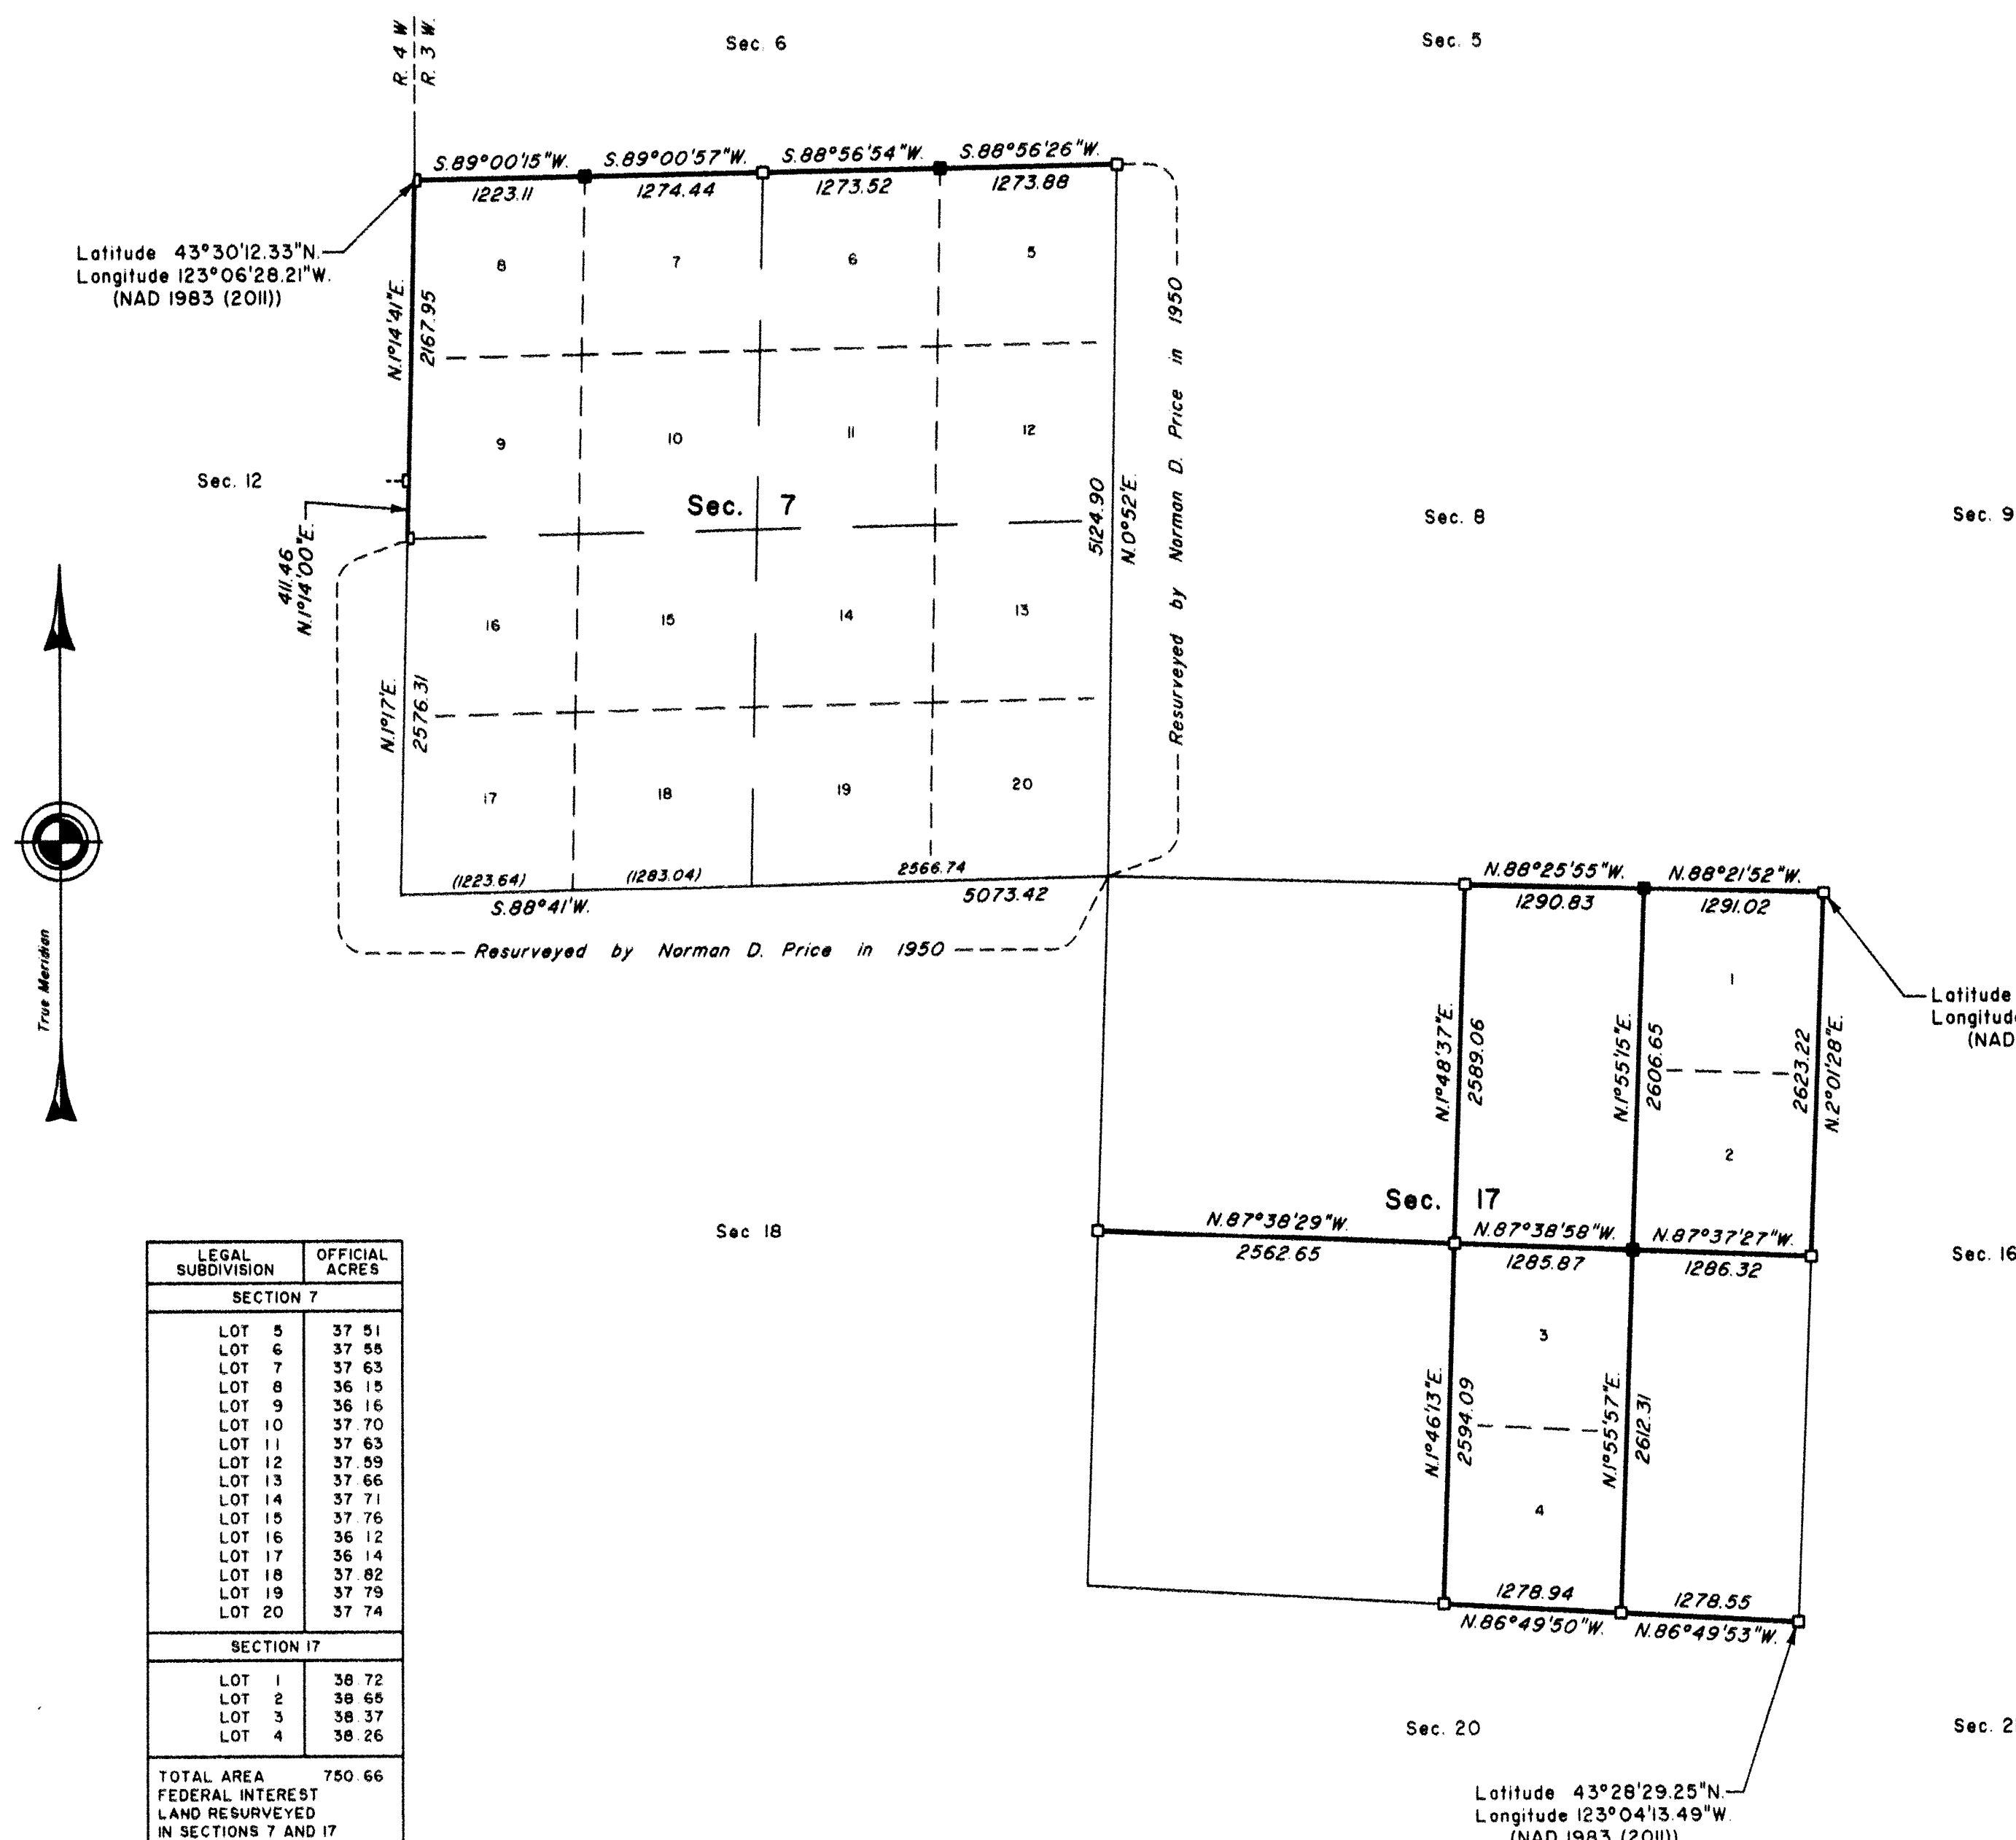 R. 4 W
R. 3 W.
Sec. 6
Sec. 5
S.89°00'15"W.
S.89°00'57"W.
S.88°56'54"W.
S.88°56'26"W.
1223.11
1274.44
1273.52
1273.88
Latitude 43°30'12.33"N.
Longitude 123°06'28.21"W.
(NAD 1983 (2011))
N.1°14'41"E.
2167.95
8
7
6
5
9
10
11
12
Sec. 12
Sec. 7
Sec. 8
Sec. 9
411.46
N.1°14'00"E.
5124.90
N.0°52'E.
Resurveyed by Norman D. Price in 1950
16
15
14
13
N.1°17'E.
2576.31
17
18
19
20
(1223.64)
(1283.04)
2566.74
5073.42
S.88°41'W.
Resurveyed by Norman D. Price in 1950
True Meridian
N.88°25'55"W.
N.88°21'52"W.
1290.83
1291.02
1
Latitude
Longitud
(NAD
N.1°48'37"E.
2589.06
N.1°55'15"E.
2606.65
2623.22
N.2°01'28"E.
2
Sec. 17
Sec 18
N.87°38'29"W.
N.87°38'58"W.
N.87°37'27"W.
2562.65
1285.87
1286.32
Sec. 16
3
N.1°46'13"E.
2594.09
N.1°55'57"E.
2612.31
4
1278.94
1278.55
N.86°49'50"W.
N.86°49'53"W.
Sec. 20
Sec. 2
Latitude 43°28'29.25"N.
Longitude 123°04'13.49"W.
(NAD 1983 (2011))
LEGAL SUBDIVISION OFFICIAL ACRES
SECTION 7
LOT 5 37 51
LOT 6 37 55
LOT 7 37 63
LOT 8 36 15
LOT 9 36 16
LOT 10 37.70
LOT 11 37 63
LOT 12 37.59
LOT 13 37.66
LOT 14 37 71
LOT 15 37.76
LOT 16 36 12
LOT 17 36 14
LOT 18 37.82
LOT 19 37 79
LOT 20 37 74
SECTION 17
LOT 1 38.72
LOT 2 38.65
LOT 3 38.37
LOT 4 38.26
TOTAL AREA 750.66
FEDERAL INTEREST
LAND RESURVEYED
IN SECTIONS 7 AND 17